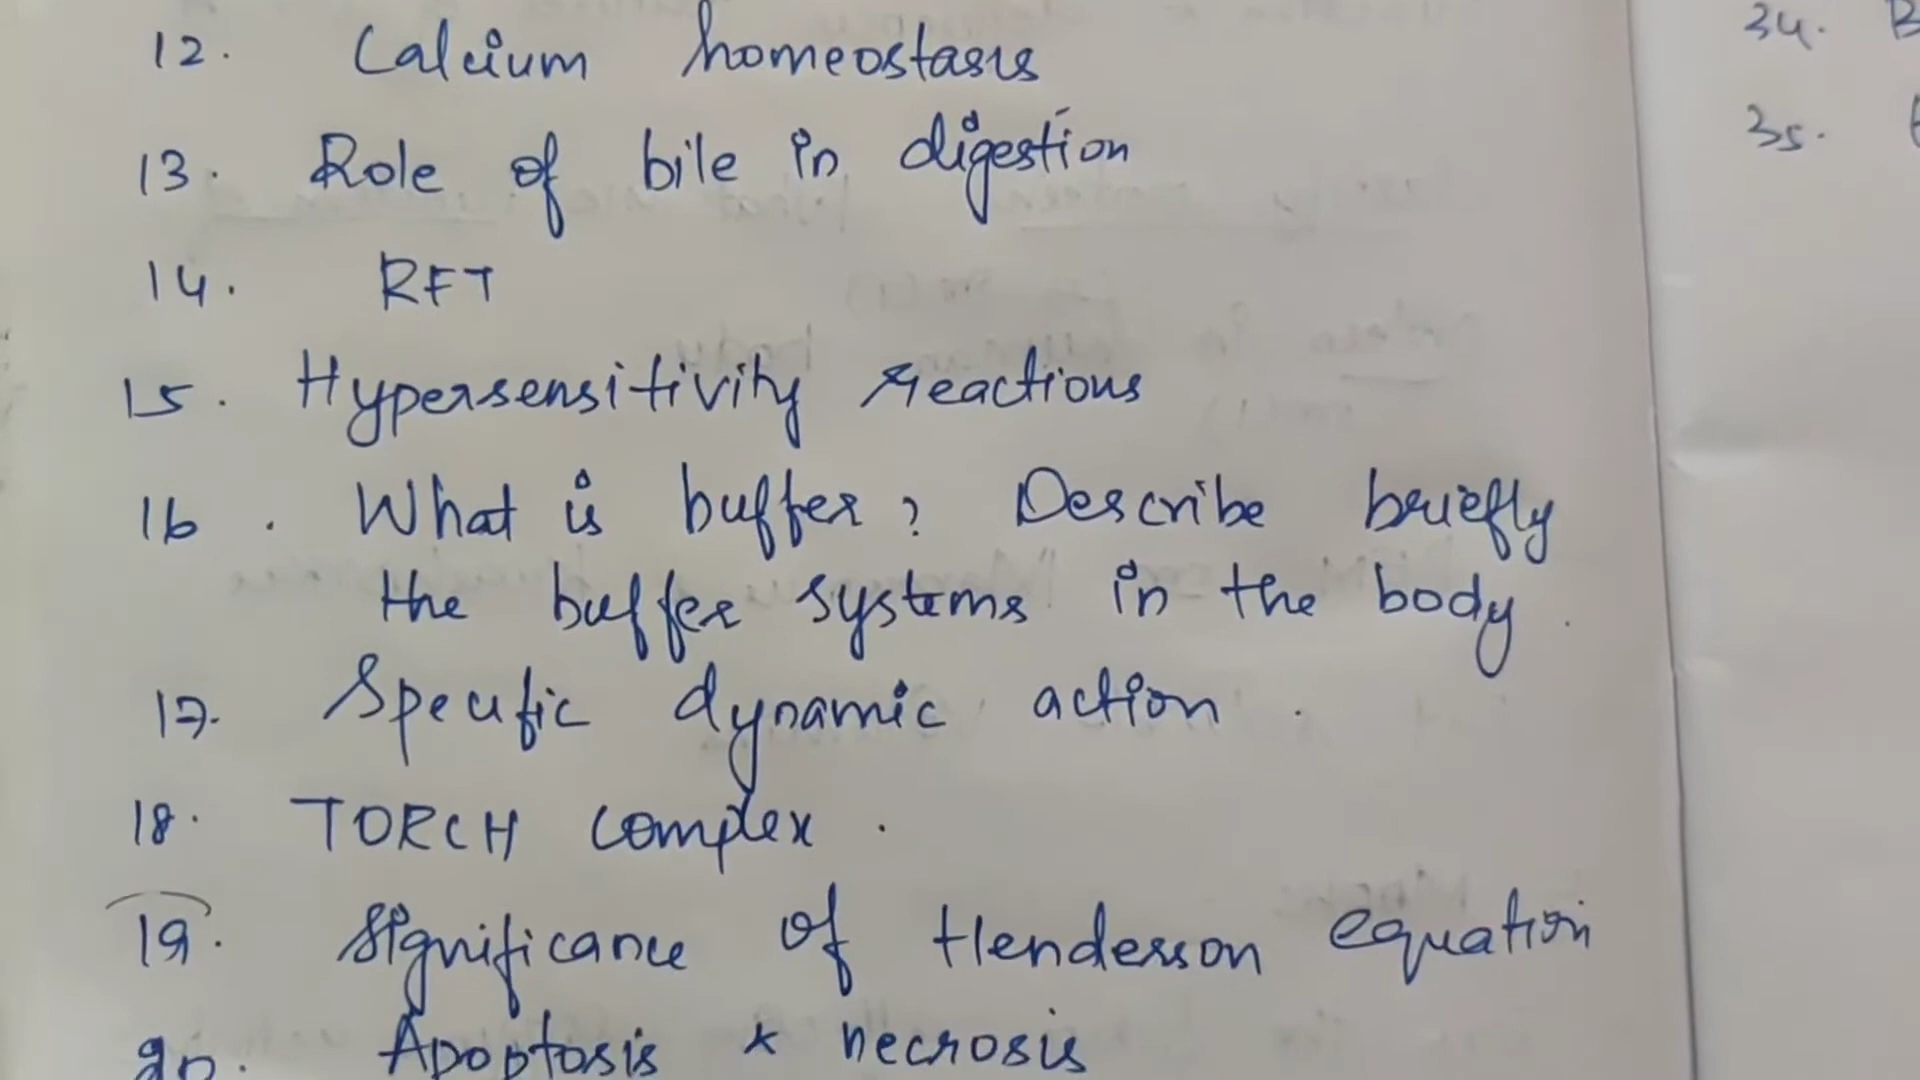 12. Calcium homeostasis
13. Role of bile in digestion
14. RFT
15. Hypersensitivity reactions
16. What is buffer? Describe briefly
the buffer systems in the body.
17. Specific dynamic action.
18. TORCH complex.
19. Significance of Henderson equation
20. Apoptosis * necrosis
34. B
35.